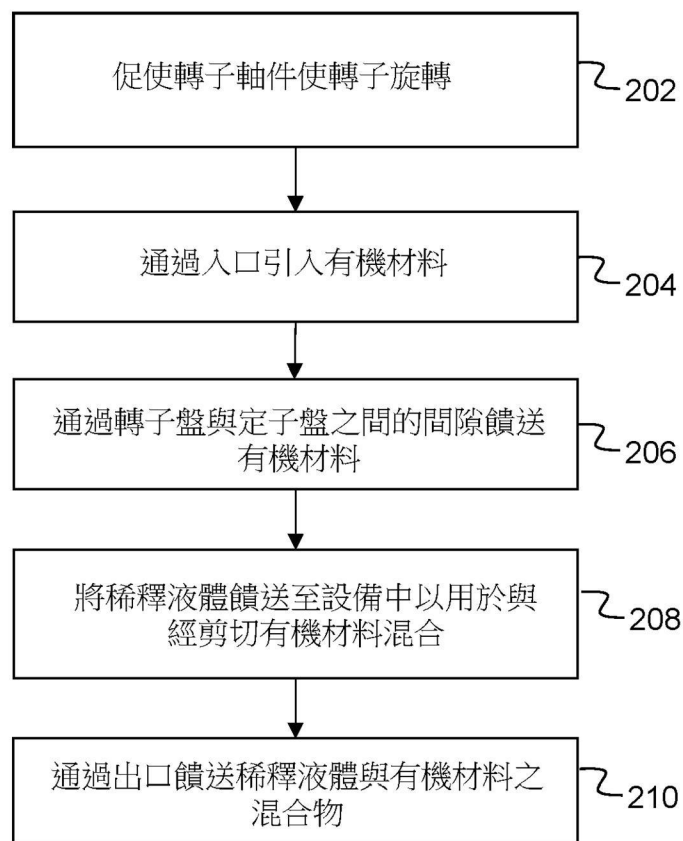 促使轉子軸件使轉子旋轉
202
通過入口引入有機材料
204
通過轉子盤與定子盤之間的間隙饋送
有機材料
206
將稀釋液體饋送至設備中以用於與
經剪切有機材料混合
208
通過出口饋送稀釋液體與有機材料之
混合物
210